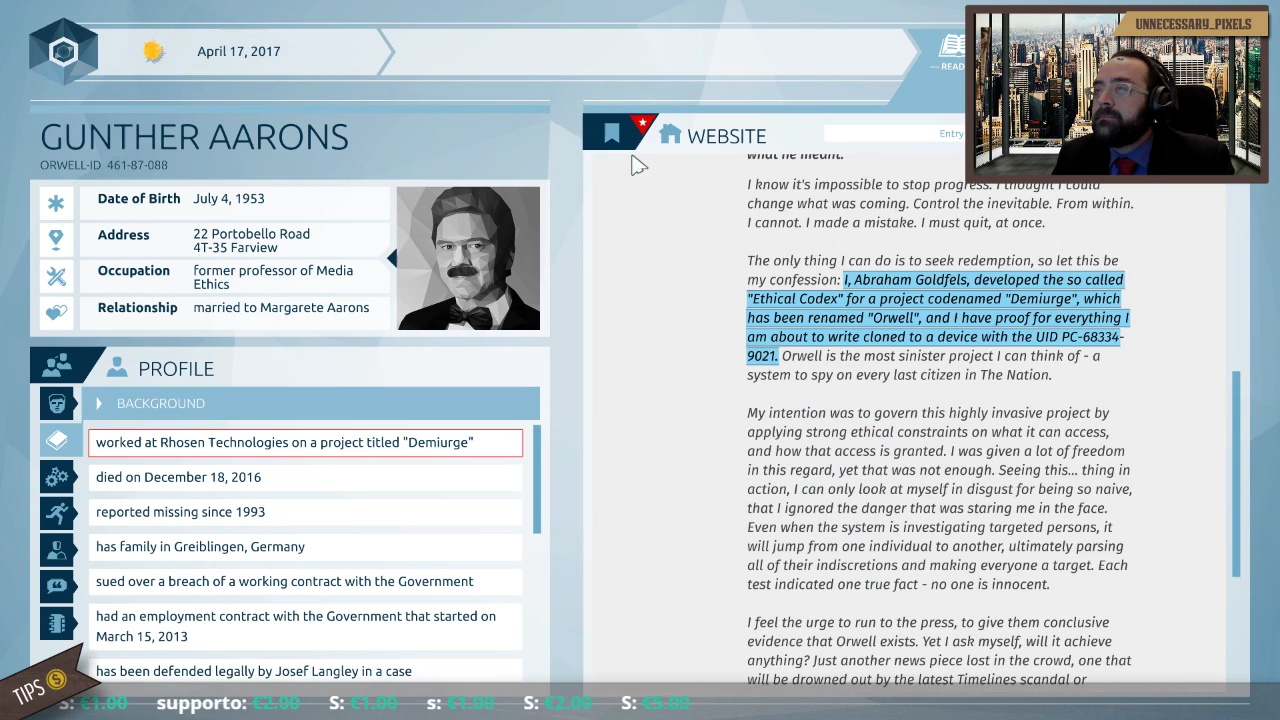 UNNECESSARY_PIXELS
April 17, 2017
READ
GUNTHER AARONS
ORWELL-ID 461-87-088
Date of Birth July 4, 1953
Address 22 Portobello Road
4T-35 Farview
Occupation former professor of Media
Ethics
Relationship married to Margarete Aarons
PROFILE
BACKGROUND
worked at Rhosen Technologies on a project titled "Demiurge"
died on December 18, 2016
reported missing since 1993
has family in Greiblingen, Germany
sued over a breach of a working contract with the Government
had an employment contract with the Government that started on
March 15, 2013
has been defended legally by Josef Langley in a case
WEBSITE
Entry
what he meant.
I know it's impossible to stop progress. I thought I could
change what was coming. Control the inevitable. From within.
I cannot. I made a mistake. I must quit, at once.
The only thing I can do is to seek redemption, so let this be
my confession: I, Abraham Goldfels, developed the so called
"Ethical Codex" for a project codenamed "Demiurge", which
has been renamed "Orwell", and I have proof for everything I
am about to write cloned to a device with the UID PC-68334-
9021. Orwell is the most sinister project I can think of - a
system to spy on every last citizen in The Nation.
My intention was to govern this highly invasive project by
applying strong ethical constraints on what it can access,
and how that access is granted. I was given a lot of freedom
in this regard, yet that was not enough. Seeing this... thing in
action, I can only look at myself in disgust for being so naive,
that I ignored the danger that was staring me in the face.
Even when the system is investigating targeted persons, it
will jump from one individual to another, ultimately parsing
all of their indiscretions and making everyone a target. Each
test indicated one true fact - no one is innocent.
I feel the urge to run to the press, to give them conclusive
evidence that Orwell exists. Yet I ask myself, will it achieve
anything? Just another news piece lost in the crowd, one that
will be drowned out by the latest Timelines scandal or
TIPS
S: €1.00 supporto: €2.00 S: €1.00 s: €1.00 S: €2.00 S: €5.00